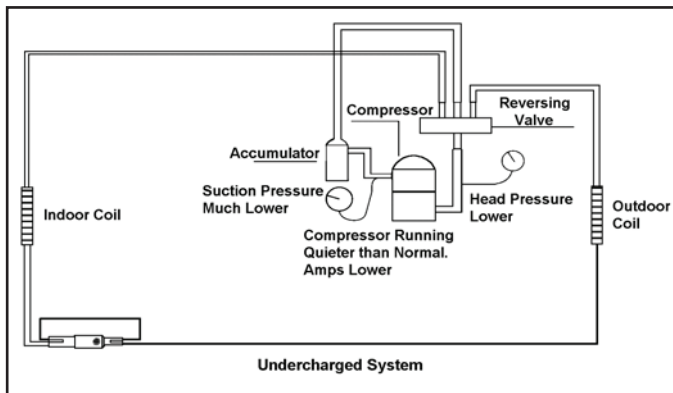 Compressor
Reversing
Valve
Accumulator
Suction Pressure
Much Lower
Head Pressure
Lower
Indoor Coil
Outdoor
Coil
Compressor Running
Quieter than Normal.
Amps Lower
Undercharged System